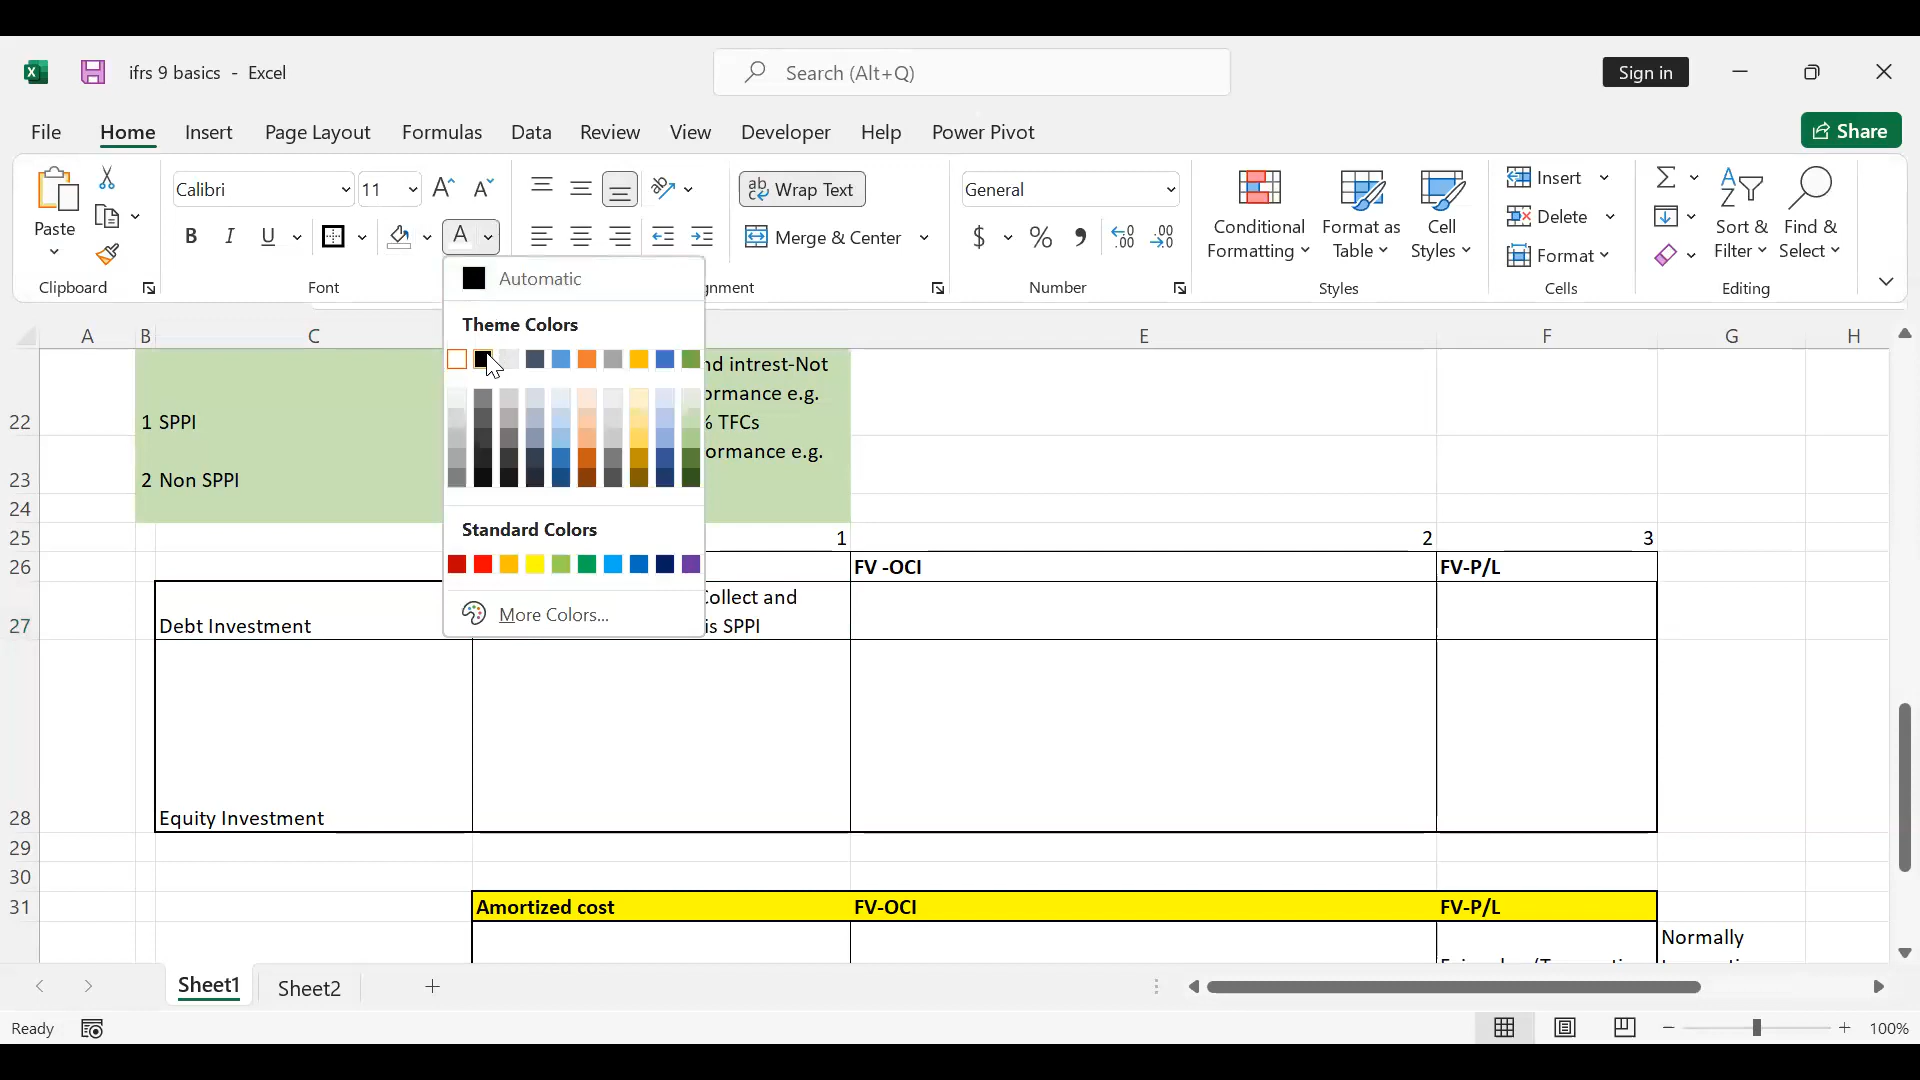 ifrs 9 basics - Excel
Search (Alt+Q)
Sign in
File Home Insert Page Layout Formulas Data Review View Developer Help Power Pivot
Share
Paste
Clipboard
Calibri 11
B I U A
Font
ab Wrap Text
Merge & Center
nment
General
$ % 9 .00 .00
Number
Conditional Formatting
Format as Table
Cell Styles
Styles
Insert
Delete
Format
Cells
Sort & Filter
Find & Select
Editing
Automatic
Theme Colors
Standard Colors
More Colors...
A B C E F G H
nd intrest-Not
ormance e.g.
22 1 SPPI % TFCs
ormance e.g.
23 2 Non SPPI
24
25 1 2 3
26 FV -OCI FV-P/L
Collect and
27 Debt Investment is SPPI
28 Equity Investment
29
30
31 Amortized cost FV-OCI FV-P/L
Normally
Sheet1 Sheet2
Ready
100%